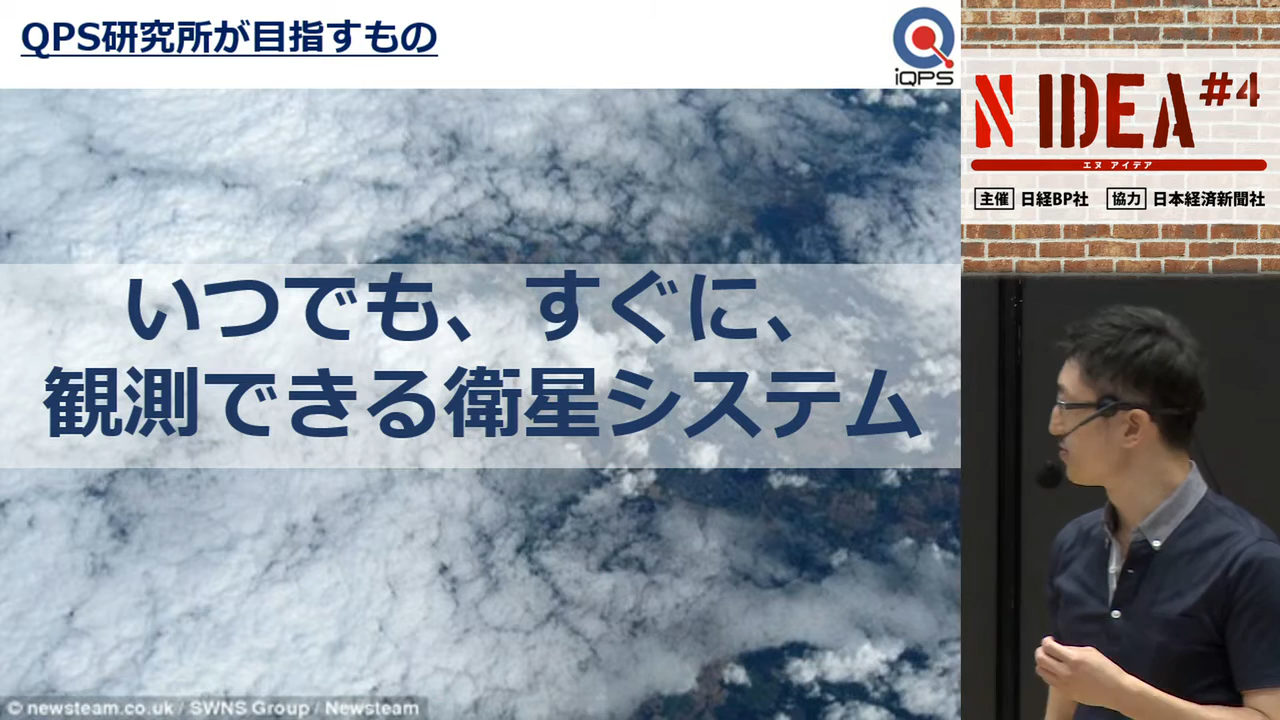 QPS研究所が目指すもの
iQPS
いつでも、すぐに、
観測できる衛星システム
© newsteam.co.uk / SWNS Group / Newsteam
N IDEA #4
エヌ アイデア
主催 日経BP社 協力 日本経済新聞社